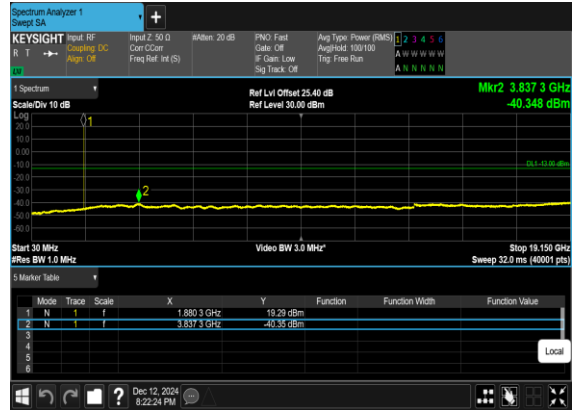 Spectrum Analyzer 1
Swept SA
+
KEYSIGHT Input: RF Input Z: 50 Ω #Atten: 20 dB PNO: Fast Avg Type: Power (RMS) 1 2 3 4 5 6
R T Coupling: DC Corr CCorr Gate: Off Avg|Hold: 100/100 A W W W W W
Align: Off Freq Ref: Int (S) IF Gain: Low Trig: Free Run
Sig Track: Off A N N N N N
1 Spectrum Ref Lvl Offset 25.40 dB Mkr2 3.837 3 GHz
Scale/Div 10 dB Ref Level 30.00 dBm -40.348 dBm
Log
1
20.0
10.0
0.00
-10.0
DL1 -13.00 dBm
-20.0
-30.0
2
-40.0
-50.0
-60.0
Start 30 MHz Video BW 3.0 MHz* Stop 19.150 GHz
#Res BW 1.0 MHz Sweep 32.0 ms (40001 pts)
5 Marker Table
Mode Trace Scale X Y Function Function Width Function Value
1 N 1 f 1.880 3 GHz 19.29 dBm
2 N 1 f 3.837 3 GHz -40.35 dBm
3
4
5
6
Local
? Dec 12, 2024
8:22:24 PM